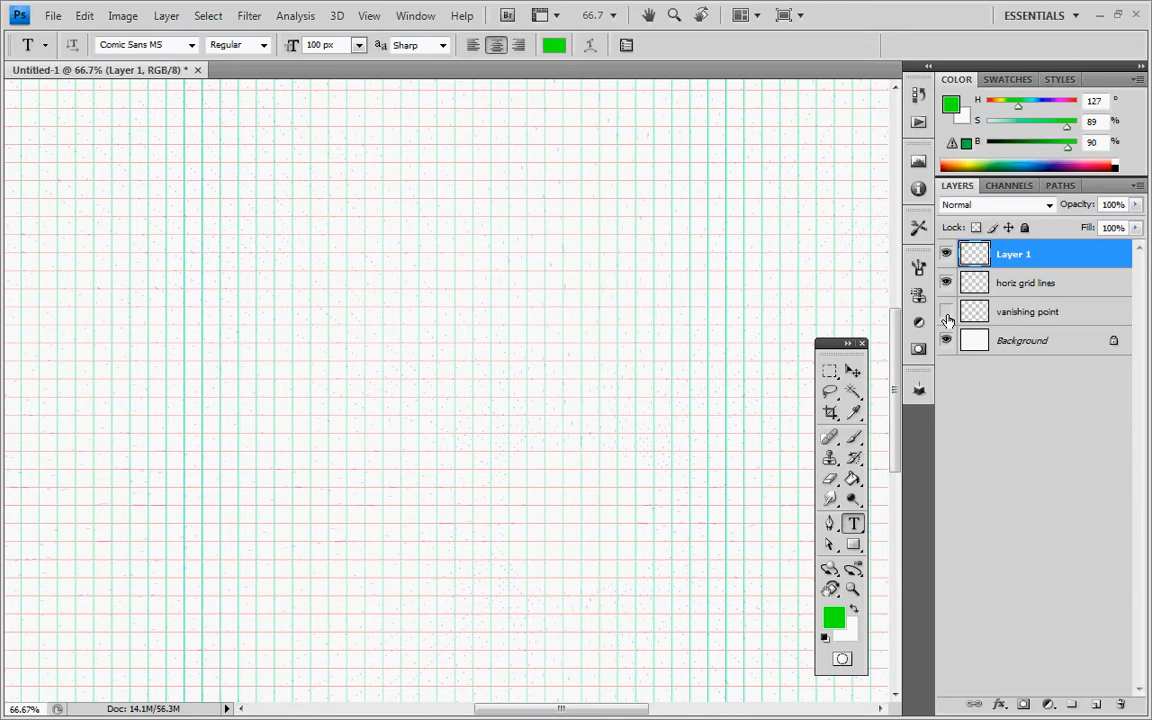 Ps File Edit Image Layer Select Filter Analysis 3D View Window Help Br 66.7 ESSENTIALS
T T Comic Sans MS Regular T 100 px aa Sharp
Untitled-1 @ 66.7% (Layer 1, RGB/8) * x
COLOR SWATCHES STYLES
H 127 °
S 89 %
B 90 %
LAYERS CHANNELS PATHS
Normal Opacity: 100%
Lock: Fill: 100%
Layer 1
horiz grid lines
vanishing point
Background
T
66.67% Doc: 14.1M/56.3M
fx